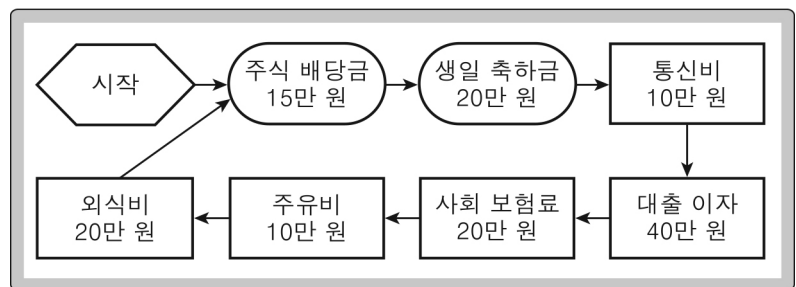 시작
주식 배당금
15만 원
생일 축하금
20만 원
통신비
10만 원
대출 이자
40만 원
사회 보험료
20만 원
주유비
10만 원
외식비
20만 원